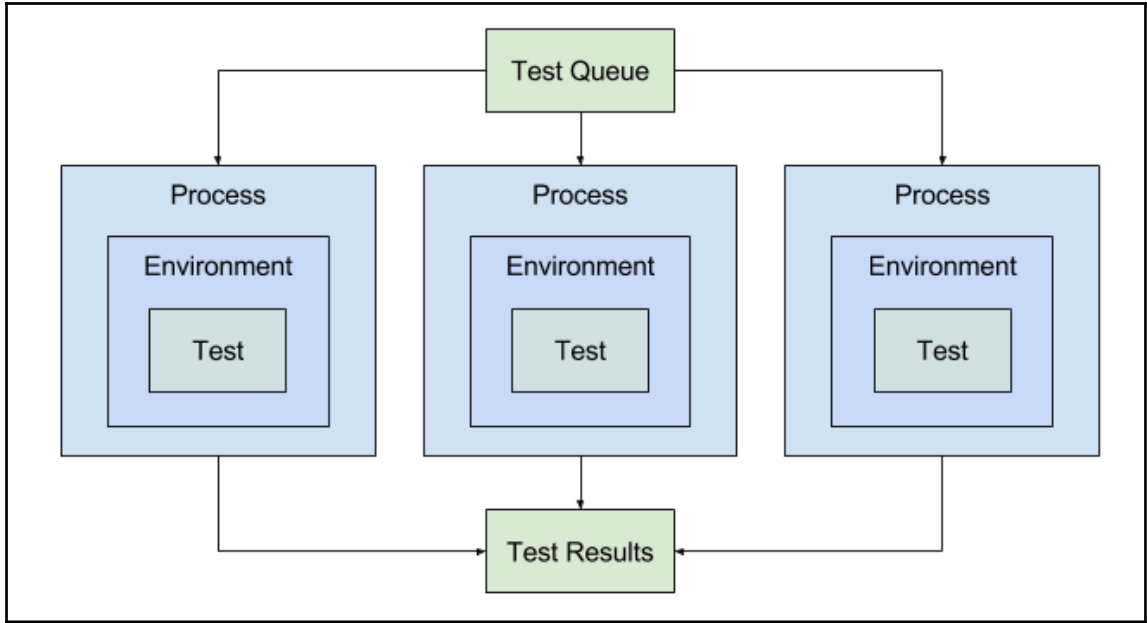 Test Queue
Process
Process
Process
Environment
Environment
Environment
Test
Test
Test
Test Results